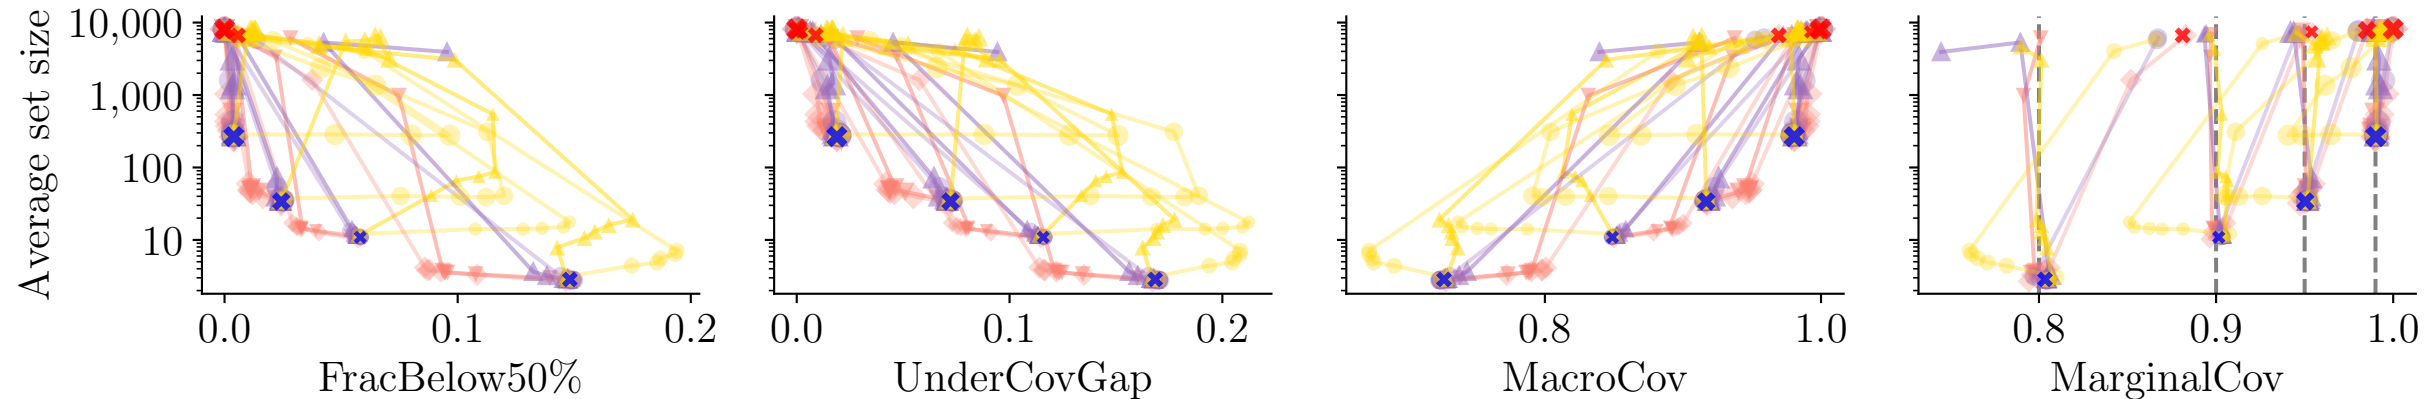 Average set size
10,000
1,000
100
10
0.0 0.1 0.2
FracBelow50%
0.0 0.1 0.2
UnderCovGap
0.8 1.0
MacroCov
0.8 0.9 1.0
MarginalCov